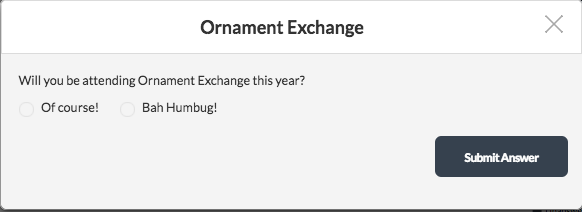 Ornament Exchange
Will you be attending Ornament Exchange this year?
Of course! Bah Humbug!
Submit Answer